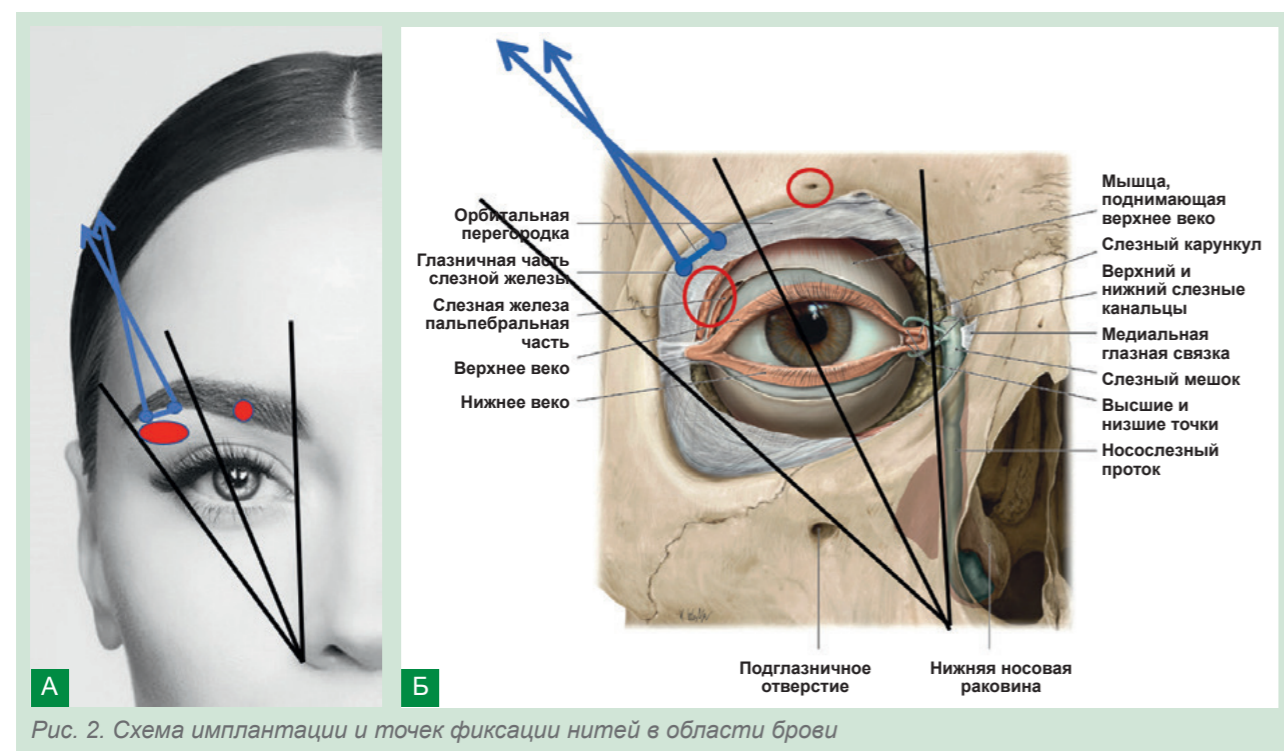 Орбитальная
перегородка
Глазничная часть
слезной железы
Слезная железа
пальпебральная
часть
Верхнее веко
Нижнее веко
Мышца,
поднимающая
верхнее веко
Слезный карункул
Верхний и
нижний слезные
канальцы
Медиальная
глазная связка
Слезный мешок
Высшие и
низшие точки
Носослезный
проток
Подглазничное
отверстие
Нижняя носовая
раковина
А
Б
Рис. 2. Схема имплантации и точек фиксации нитей в области брови